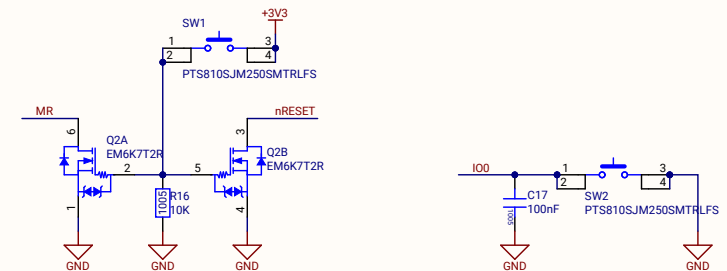 +3V3
SW1
1
3
2
4
PTS810SJM250SMTRLFS
MR
nRESET
6
3
Q2A
EM6K7T2R
Q2B
EM6K7T2R
2
5
IO0
1
3
2
4
1005
R16
10K
C17
100nF
1005
SW2
PTS810SJM250SMTRLFS
1
4
GND
GND
GND
GND
GND